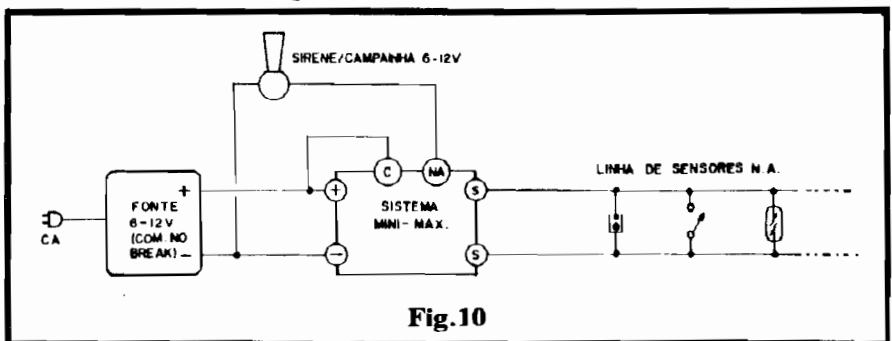 SIRENE/CAMPAINHA 6-12V
C
NA
LINHA DE SENSORES N.A.
+
+
S
FONTE
6-12V
(COM. NO
BREAK)
−
CA
SISTEMA
MINI-MAX.
−
S
Fig.10